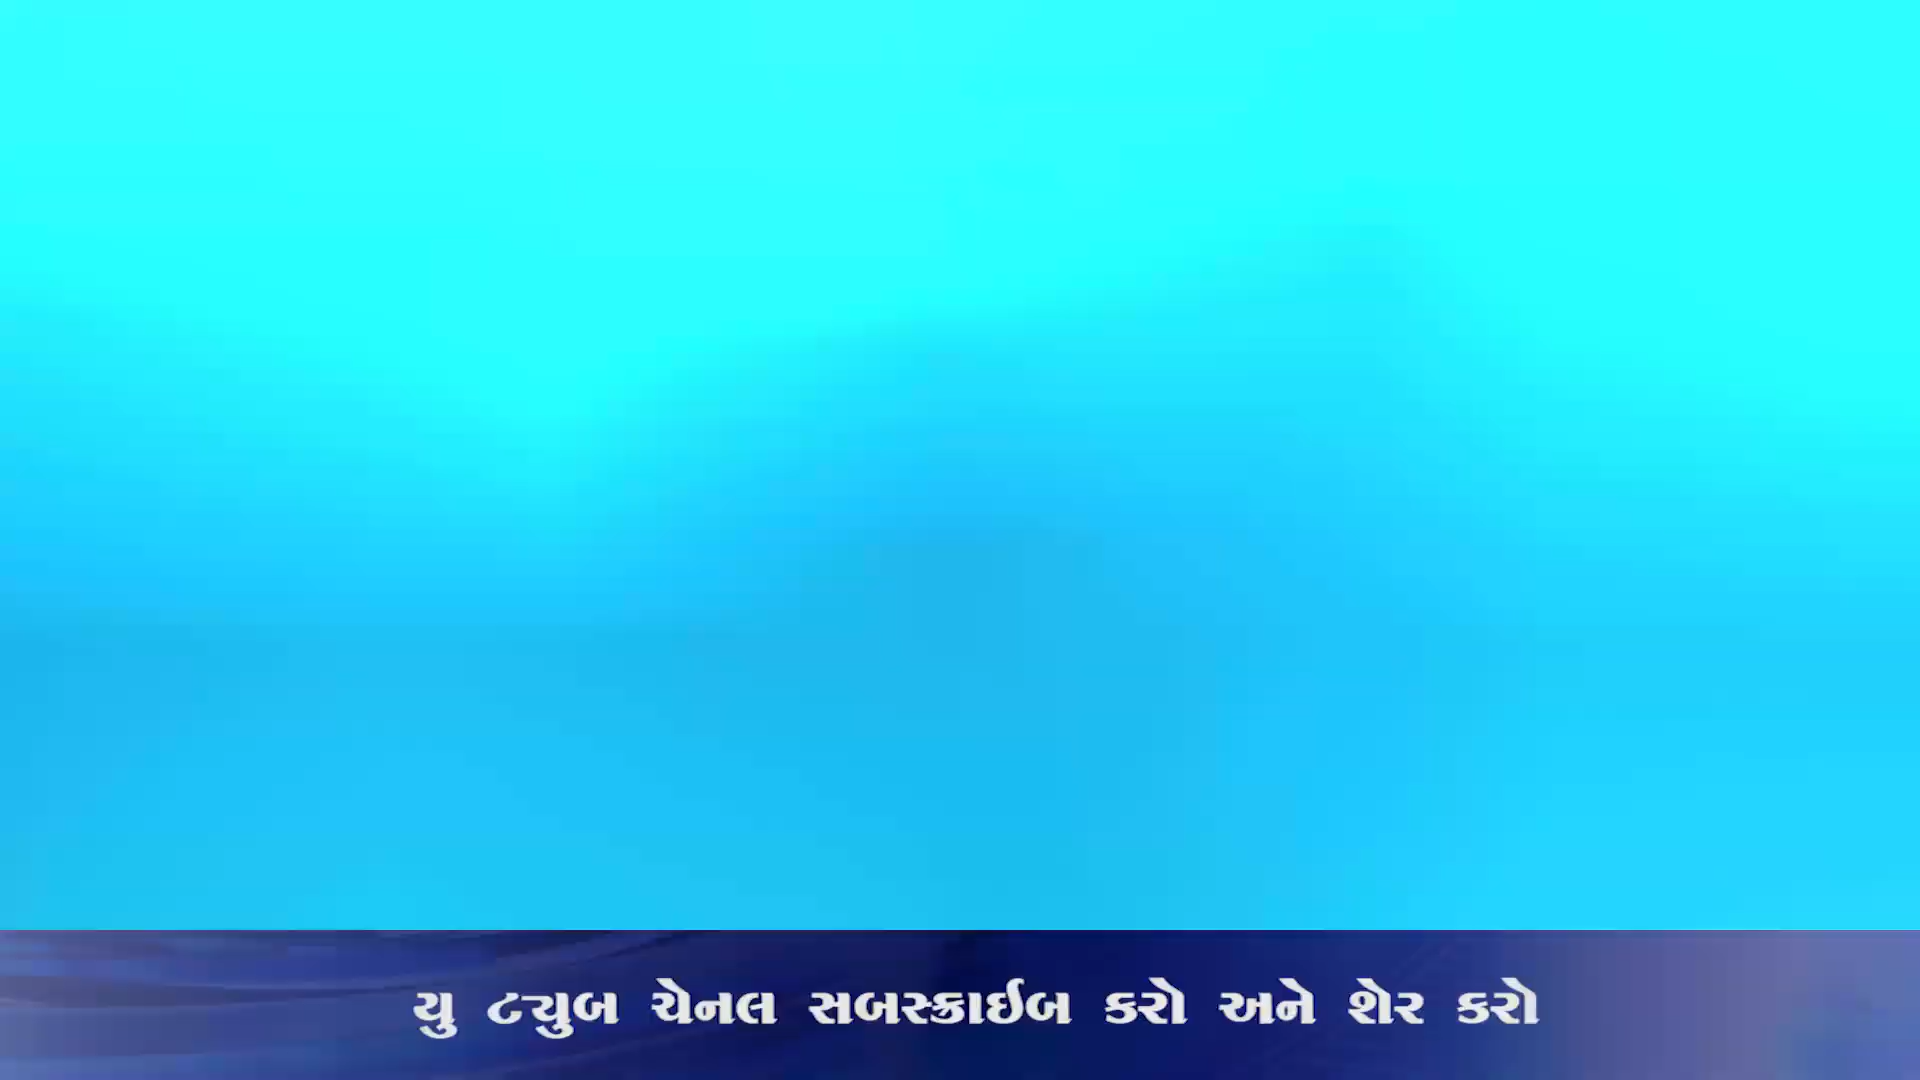 યુ ટ્યુબ ચેનલ સબસ્ક્રાઈબ કરો અને શેર કરો